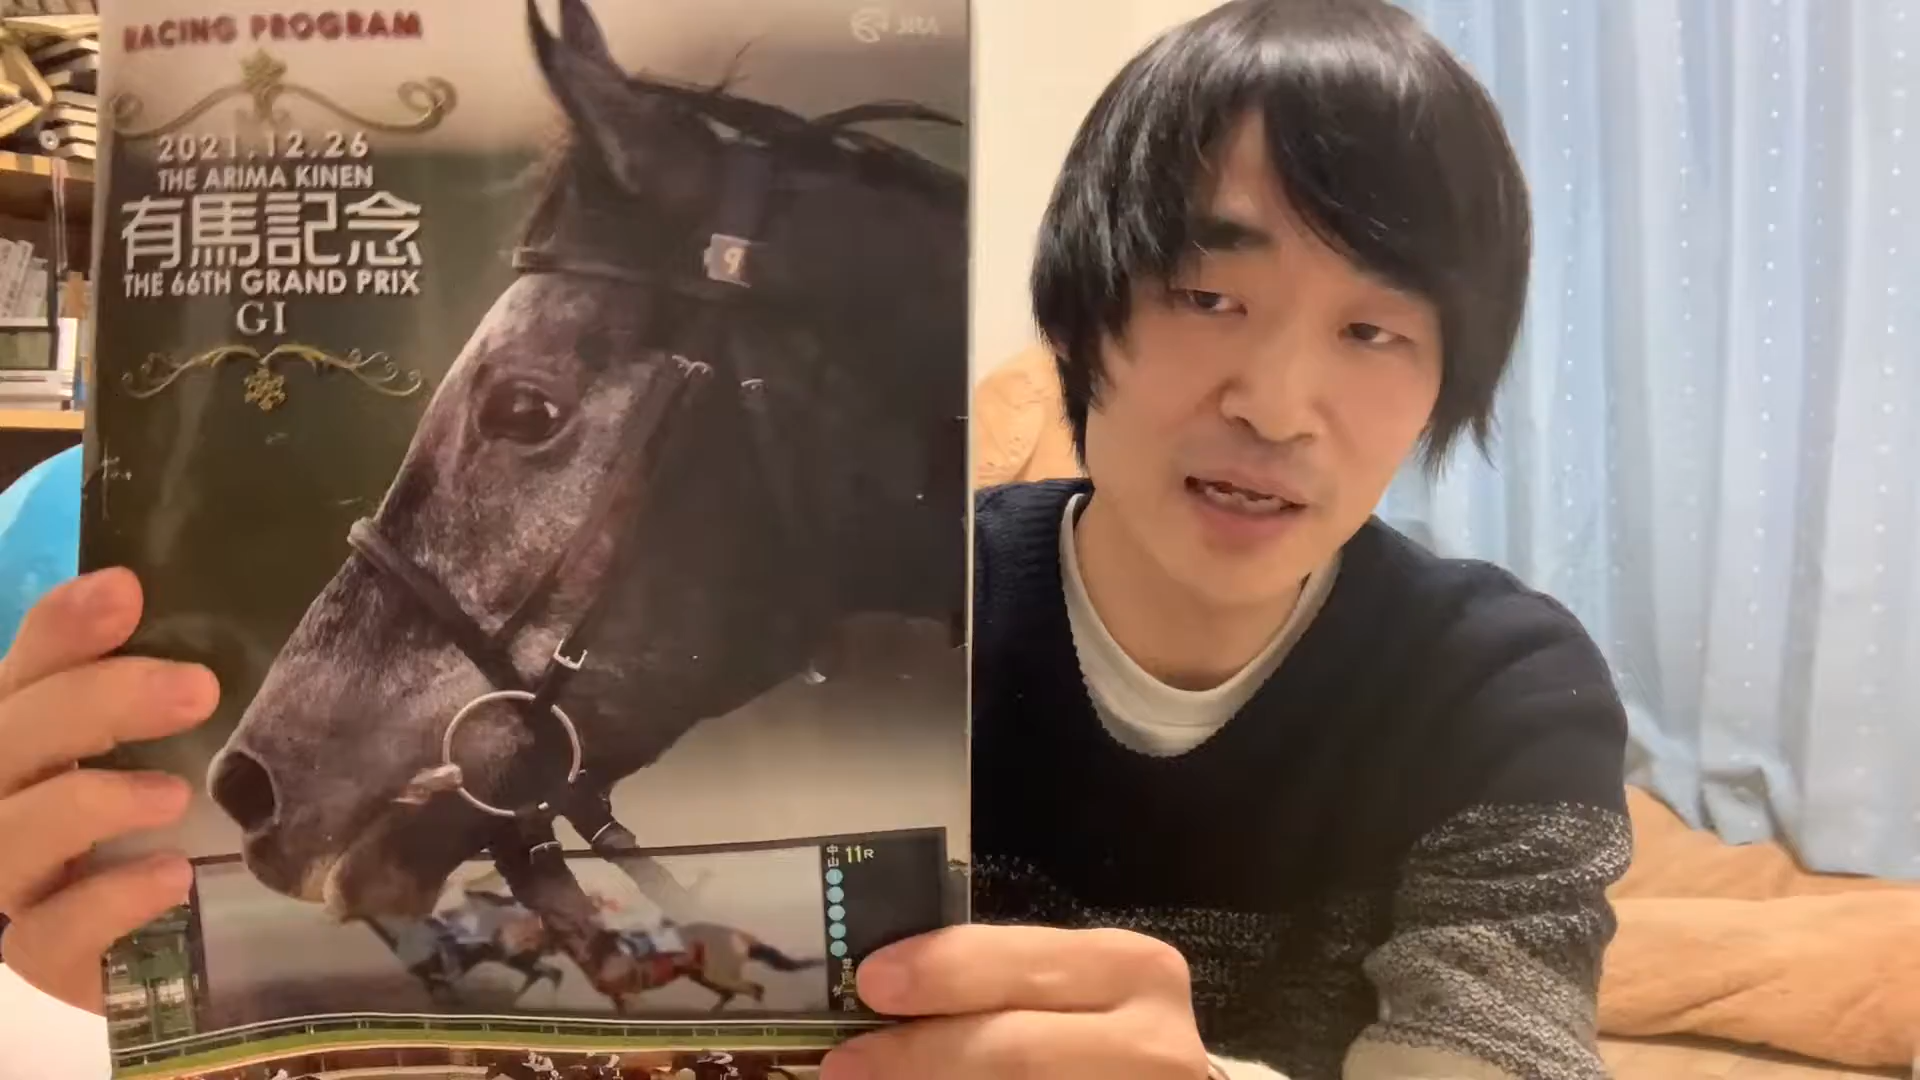 RACING PROGRAM
JRA
2021.12.26
THE ARIMA KINEN
有馬記念
THE 66TH GRAND PRIX
GI
9
中山 11R